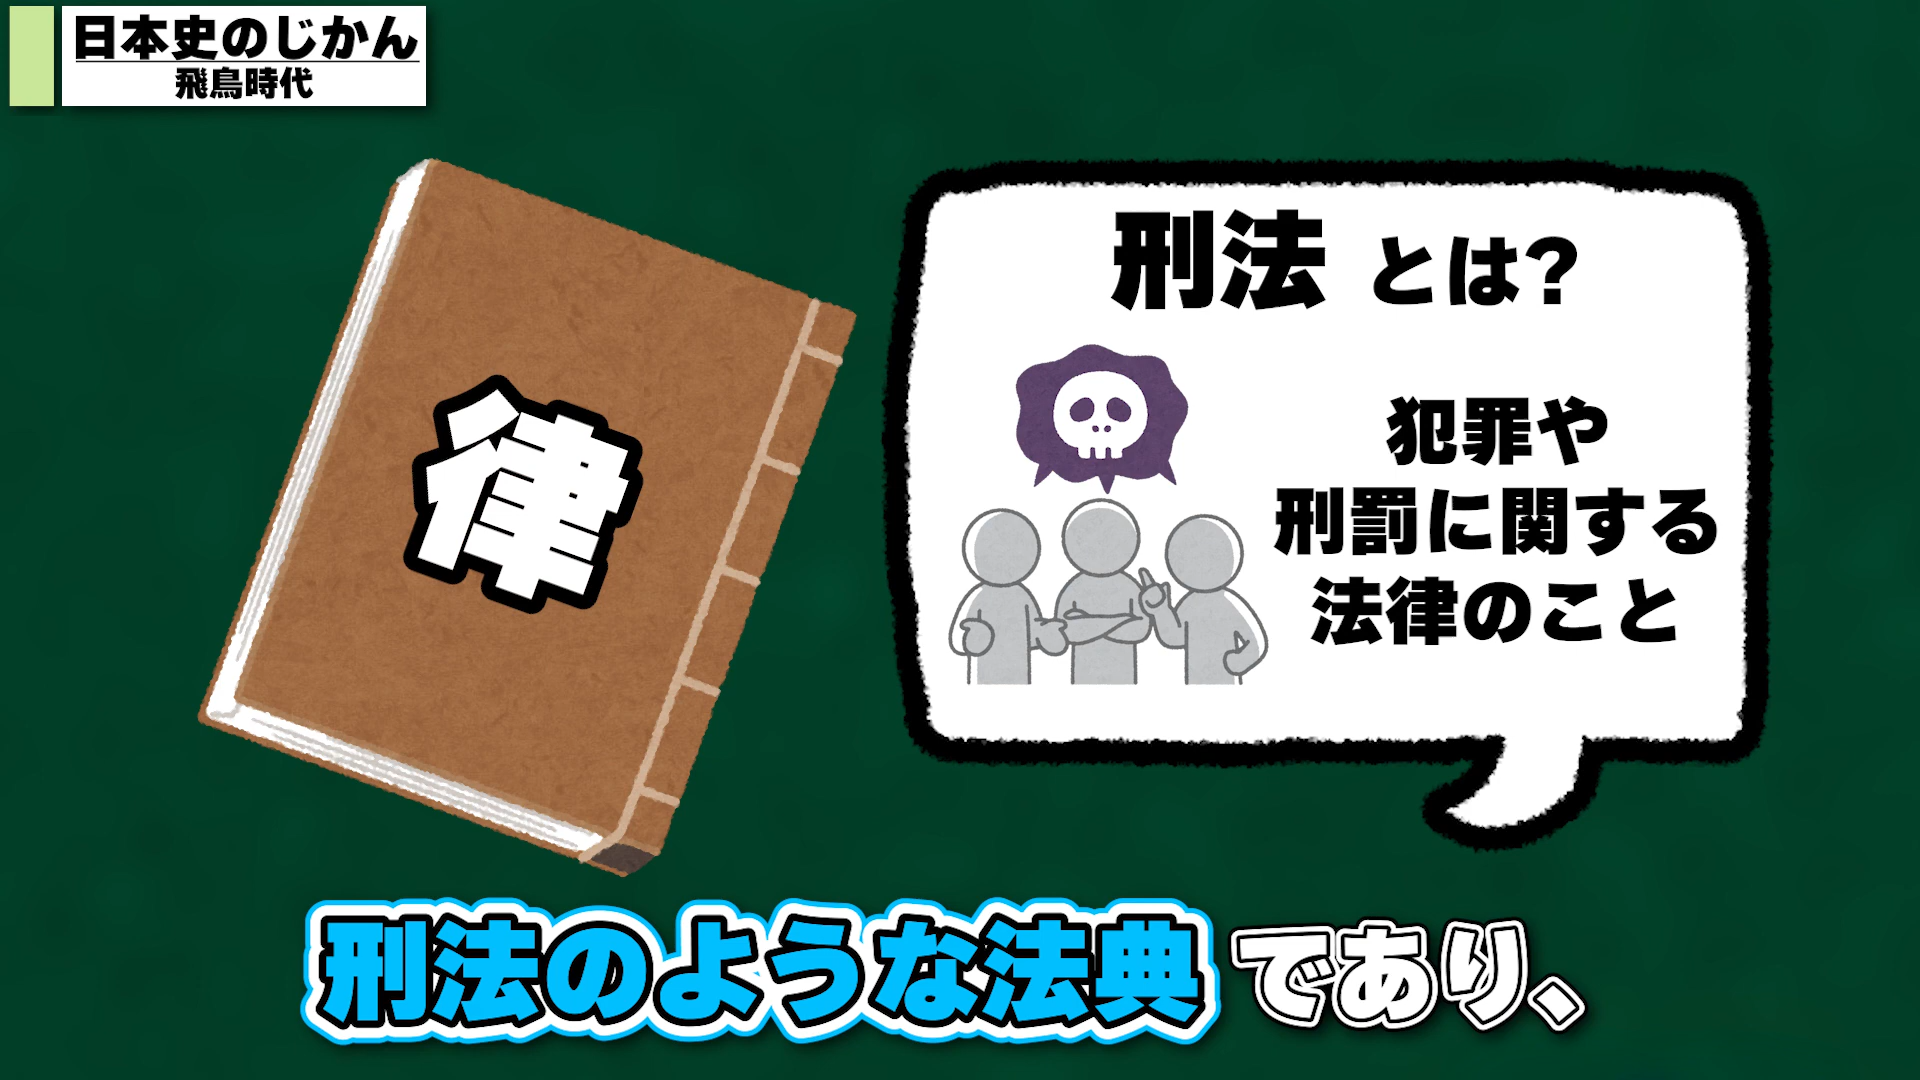 日本史のじかん
飛鳥時代
律
刑法 とは?
犯罪や
刑罰に関する
法律のこと
刑法のような法典 であり、